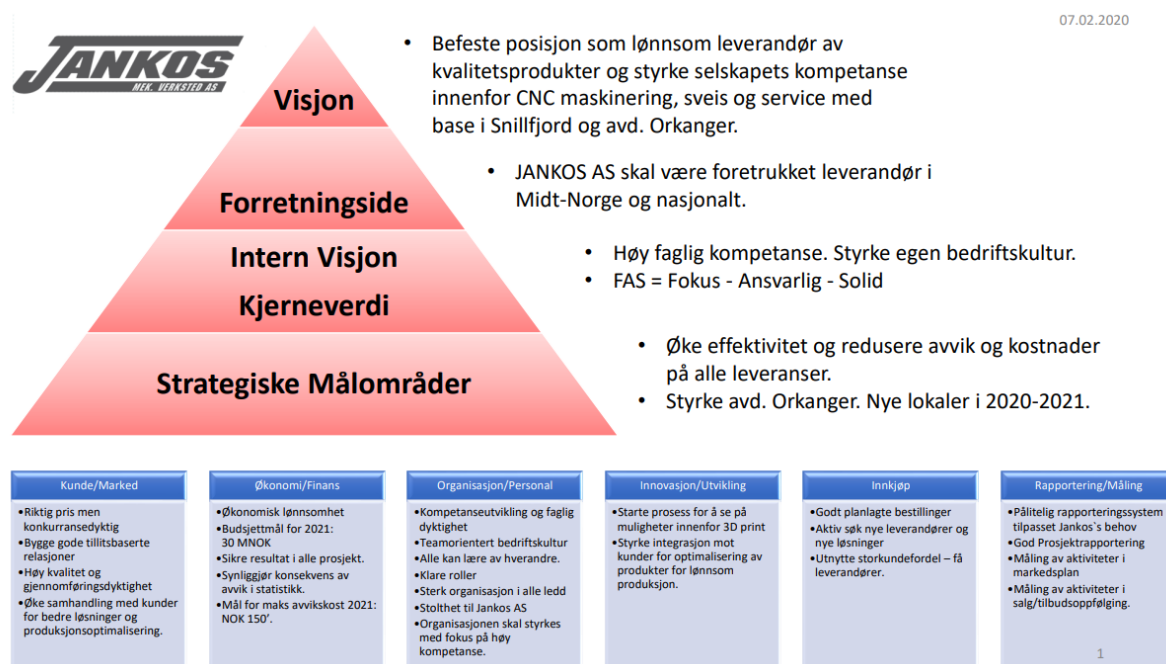 07.02.2020
JANKOS
MEK. VERKSTED AS
Visjon
• Befeste posisjon som lønnsom leverandør av
kvalitetsprodukter og styrke selskapets kompetanse
innenfor CNC maskinering, sveis og service med
base i Snillfjord og avd. Orkanger.
Forretningside
• JANKOS AS skal være foretrukket leverandør i
Midt-Norge og nasjonalt.
Intern Visjon
Kjerneverdi
• Høy faglig kompetanse. Styrke egen bedriftskultur.
• FAS = Fokus - Ansvarlig - Solid
Strategiske Målområder
• Øke effektivitet og redusere avvik og kostnader
på alle leveranser.
• Styrke avd. Orkanger. Nye lokaler i 2020-2021.
Kunde/Marked
•Riktig pris men
konkurransedyktig
•Bygge gode tillitsbaserte
relasjoner
•Høy kvalitet og
gjennomføringsdyktighet
•Øke samhandling med kunder
for bedre løsninger og
produksjonsoptimalisering.
Økonomi/Finans
•Økonomisk lønnsomhet
•Budsjettmål for 2021:
30 MNOK
•Sikre resultat i alle prosjekt.
•Synliggjør konsekvens av
avvik i statistikk.
•Mål for maks avvikskost 2021:
NOK 150’.
Organisasjon/Personal
•Kompetanseutvikling og faglig
dyktighet
•Teamorientert bedriftskultur
•Alle kan lære av hverandre.
•Klare roller
•Sterk organisasjon i alle ledd
•Stolthet til Jankos AS
•Organisasjonen skal styrkes
med fokus på høy
kompetanse.
Innovasjon/Utvikling
•Starte prosess for å se på
muligheter innenfor 3D print
•Styrke integrasjon mot
kunder for optimalisering av
produkter for lønnsom
produksjon.
Innkjøp
•Godt planlagte bestillinger
•Aktiv søk nye leverandører og
nye løsninger
•Utnytte storkundefordel – få
leverandører.
Rapportering/Måling
•Pålitelig rapporteringssystem
tilpasset Jankos`s behov
•God Prosjektrapportering
•Måling av aktiviteter i
markedsplan
•Måling av aktiviteter i
salg/tilbudsoppfølging.
1